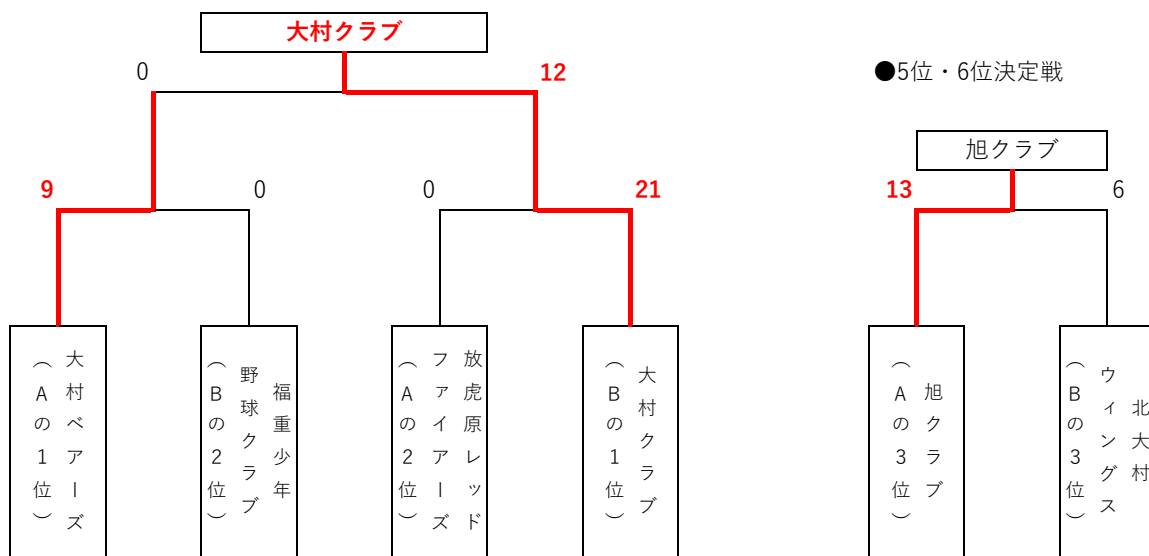 大村クラブ
0
12
●5位・6位決定戦
旭クラブ
9
0
0
21
13
6
大村ベアーズ
（Aの1位）
福重少年
野球クラブ
（Bの2位）
放虎原レッド
ファイアーズ
（Aの2位）
大村クラブ
（Bの1位）
旭クラブ
（Aの3位）
北大村
ウィングス
（Bの3位）